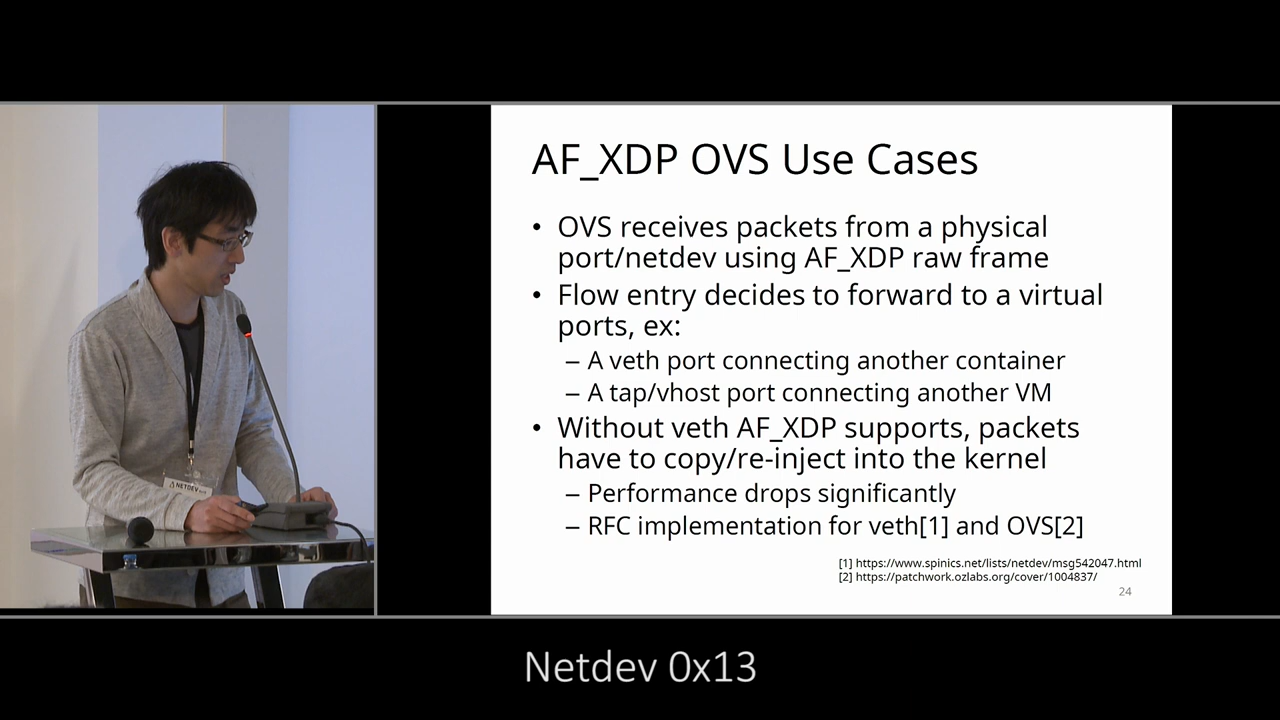 AF_XDP OVS Use Cases
• OVS receives packets from a physical
port/netdev using AF_XDP raw frame
• Flow entry decides to forward to a virtual
ports, ex:
– A veth port connecting another container
– A tap/vhost port connecting another VM
• Without veth AF_XDP supports, packets
have to copy/re-inject into the kernel
– Performance drops significantly
– RFC implementation for veth[1] and OVS[2]
[1] https://www.spinics.net/lists/netdev/msg542047.html
[2] https://patchwork.ozlabs.org/cover/1004837/
24
NETDEV
Netdev 0x13